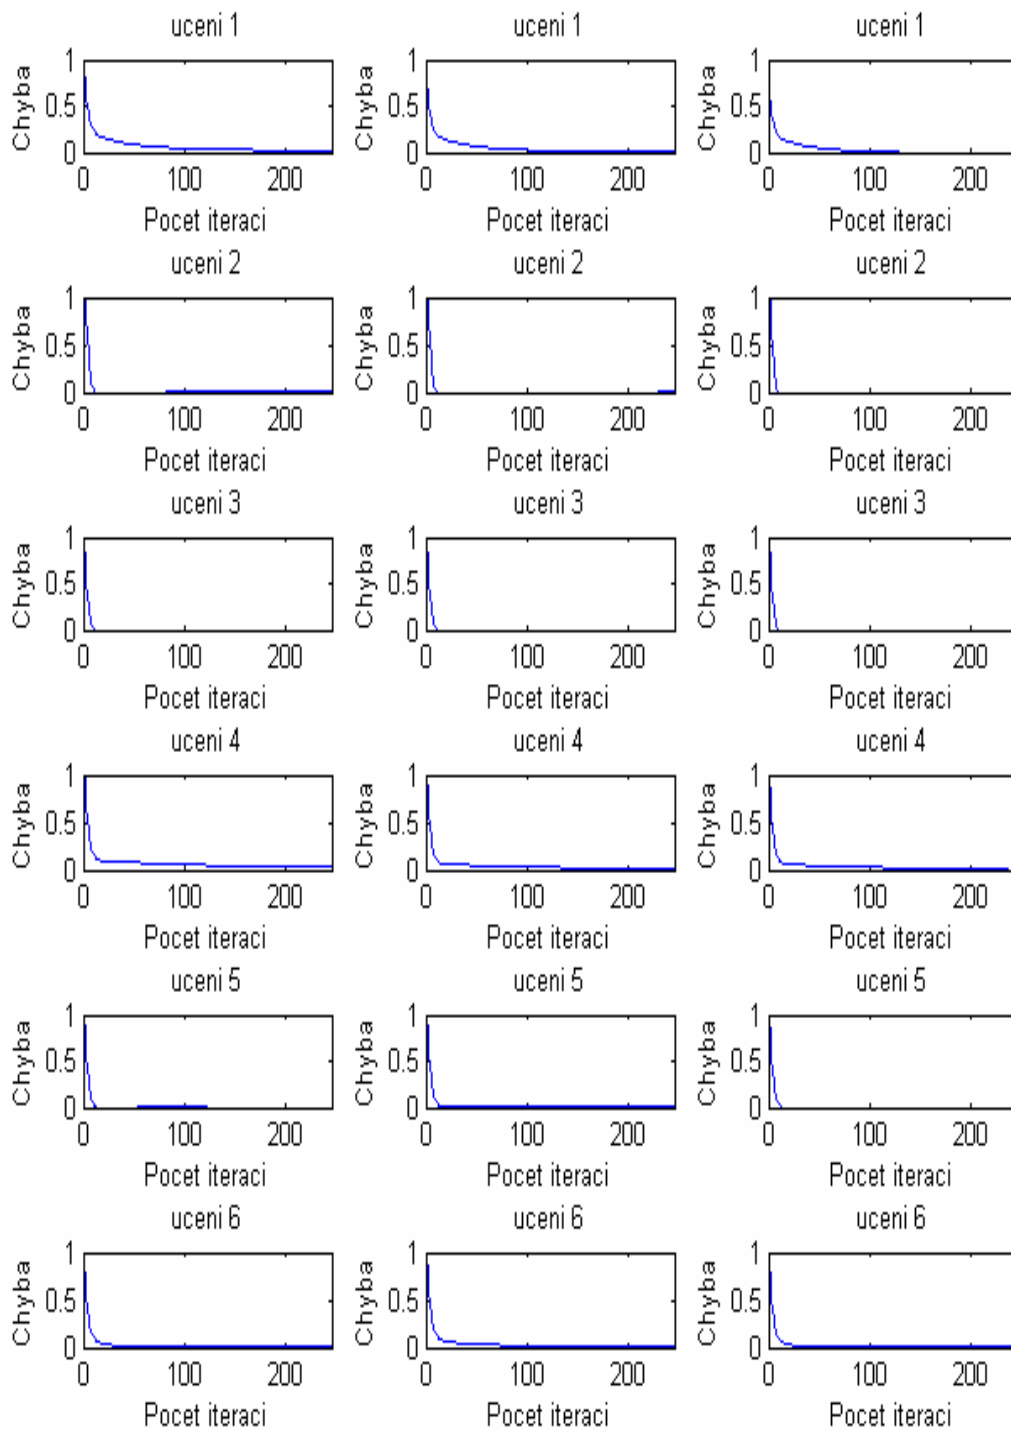 uceni 1 uceni 1 uceni 1
1 1 1
Chyba 0.5 Chyba 0.5 Chyba 0.5
0 0 0
0 100 200 0 100 200 0 100 200
Pocet iteraci Pocet iteraci Pocet iteraci
uceni 2 uceni 2 uceni 2
1 1 1
Chyba 0.5 Chyba 0.5 Chyba 0.5
0 0 0
0 100 200 0 100 200 0 100 200
Pocet iteraci Pocet iteraci Pocet iteraci
uceni 3 uceni 3 uceni 3
1 1 1
Chyba 0.5 Chyba 0.5 Chyba 0.5
0 0 0
0 100 200 0 100 200 0 100 200
Pocet iteraci Pocet iteraci Pocet iteraci
uceni 4 uceni 4 uceni 4
1 1 1
Chyba 0.5 Chyba 0.5 Chyba 0.5
0 0 0
0 100 200 0 100 200 0 100 200
Pocet iteraci Pocet iteraci Pocet iteraci
uceni 5 uceni 5 uceni 5
1 1 1
Chyba 0.5 Chyba 0.5 Chyba 0.5
0 0 0
0 100 200 0 100 200 0 100 200
Pocet iteraci Pocet iteraci Pocet iteraci
uceni 6 uceni 6 uceni 6
1 1 1
Chyba 0.5 Chyba 0.5 Chyba 0.5
0 0 0
0 100 200 0 100 200 0 100 200
Pocet iteraci Pocet iteraci Pocet iteraci